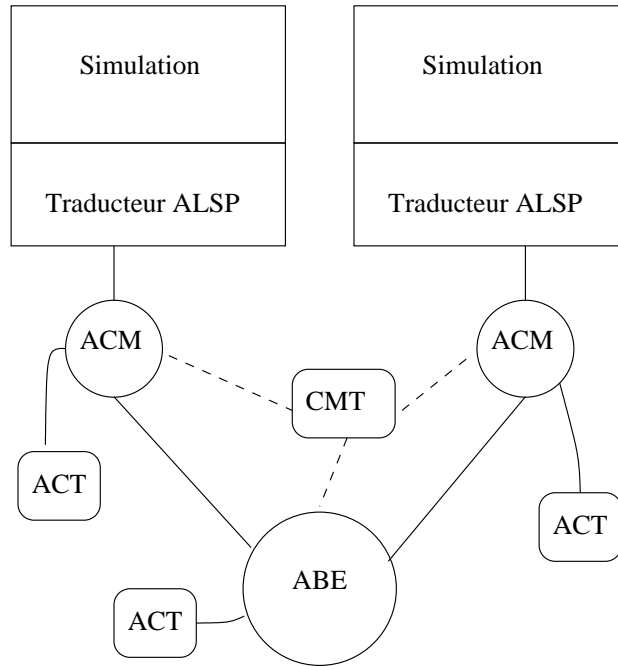 Simulation
Simulation
Traducteur ALSP
Traducteur ALSP
ACM
ACM
CMT
ACT
ACT
ABE
ACT